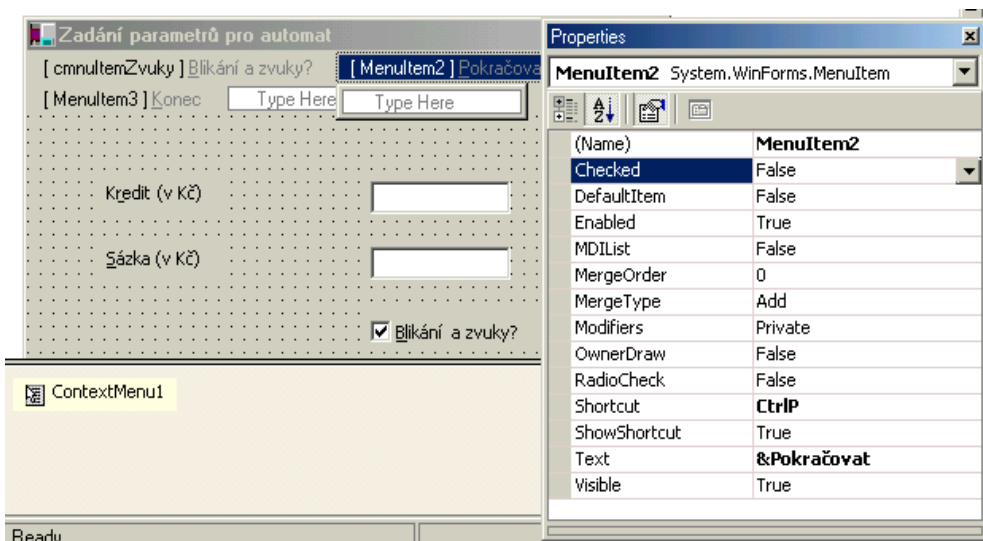 Zadání parametrů pro automat
[ cmnuItemZvuky ] Blikání a zvuky? [ MenuItem2 ] Pokračova
[ MenuItem3 ] Konec Type Here Type Here
Kredit (v Kč)
Sázka (v Kč)
Blikání a zvuky?
ContextMenu1
Ready
Properties
MenuItem2 System.WinForms.MenuItem
(Name) MenuItem2
Checked False
DefaultItem False
Enabled True
MDIList False
MergeOrder 0
MergeType Add
Modifiers Private
OwnerDraw False
RadioCheck False
Shortcut CtrlP
ShowShortcut True
Text &Pokračovat
Visible True